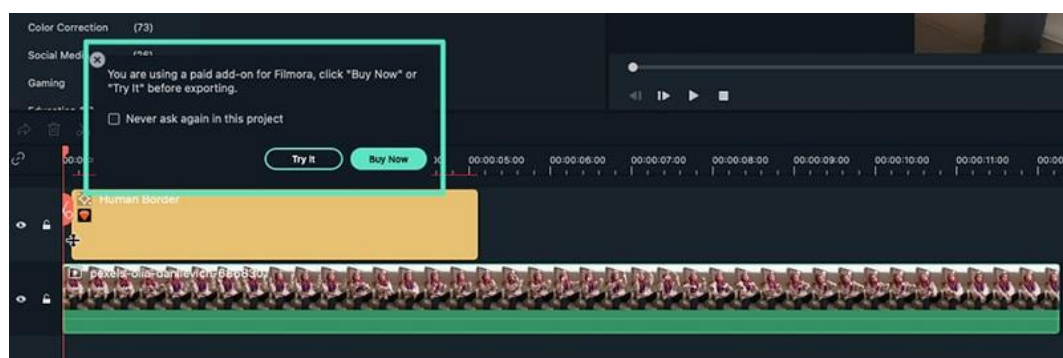 Color Correction (73)
Social Medi
Gaming
You are using a paid add-on for Filmora, click "Buy Now" or
"Try It" before exporting.
Never ask again in this project
Try It
Buy Now
00:00:05:00 00:00:06:00 00:00:07:00 00:00:08:00 00:00:09:00 00:00:10:00 00:00:11:00 00:00
Human Border